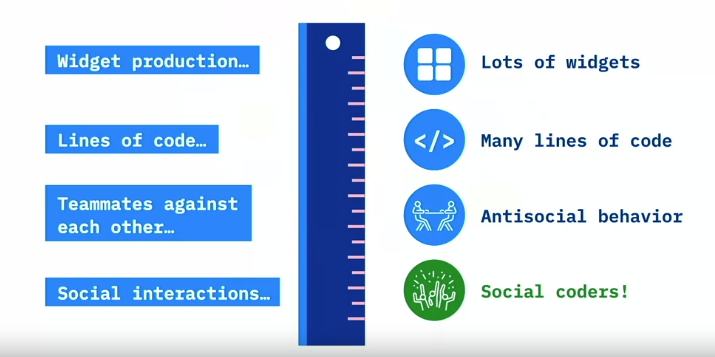 Widget production…
Lots of widgets
Lines of code…
</>
Many lines of code
Teammates against
each other…
Antisocial behavior
Social interactions…
Social coders!